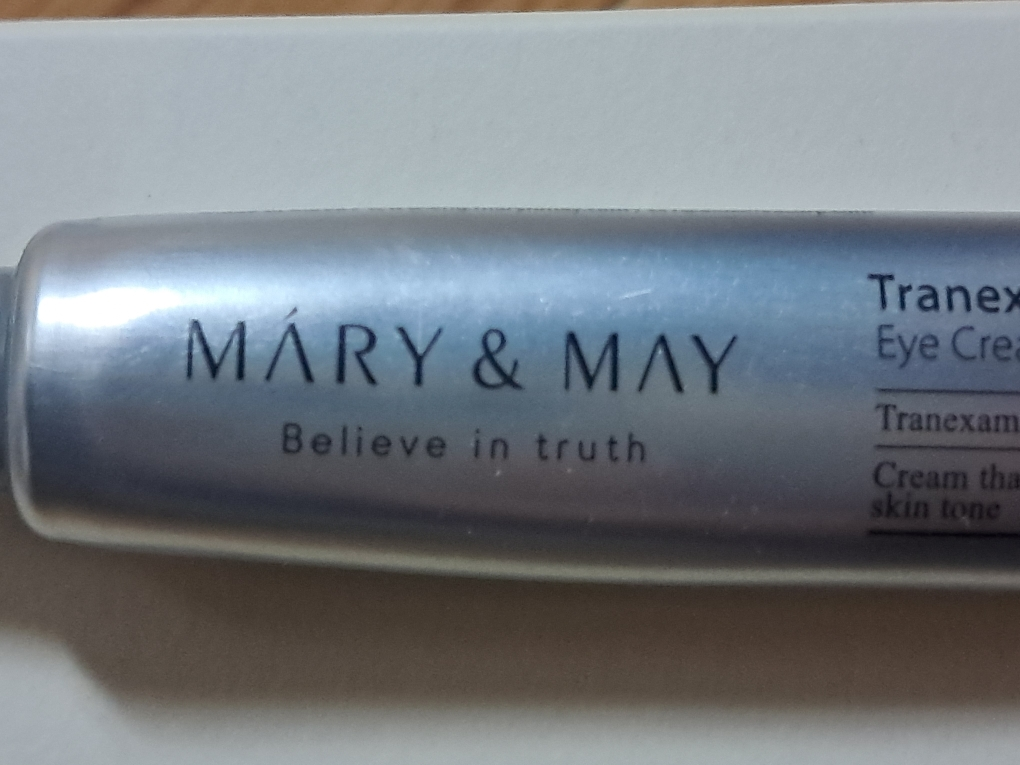 MÁRY & MAY
Believe in truth
Tranex
Eye Crea
Tranexam
Cream tha
skin tone